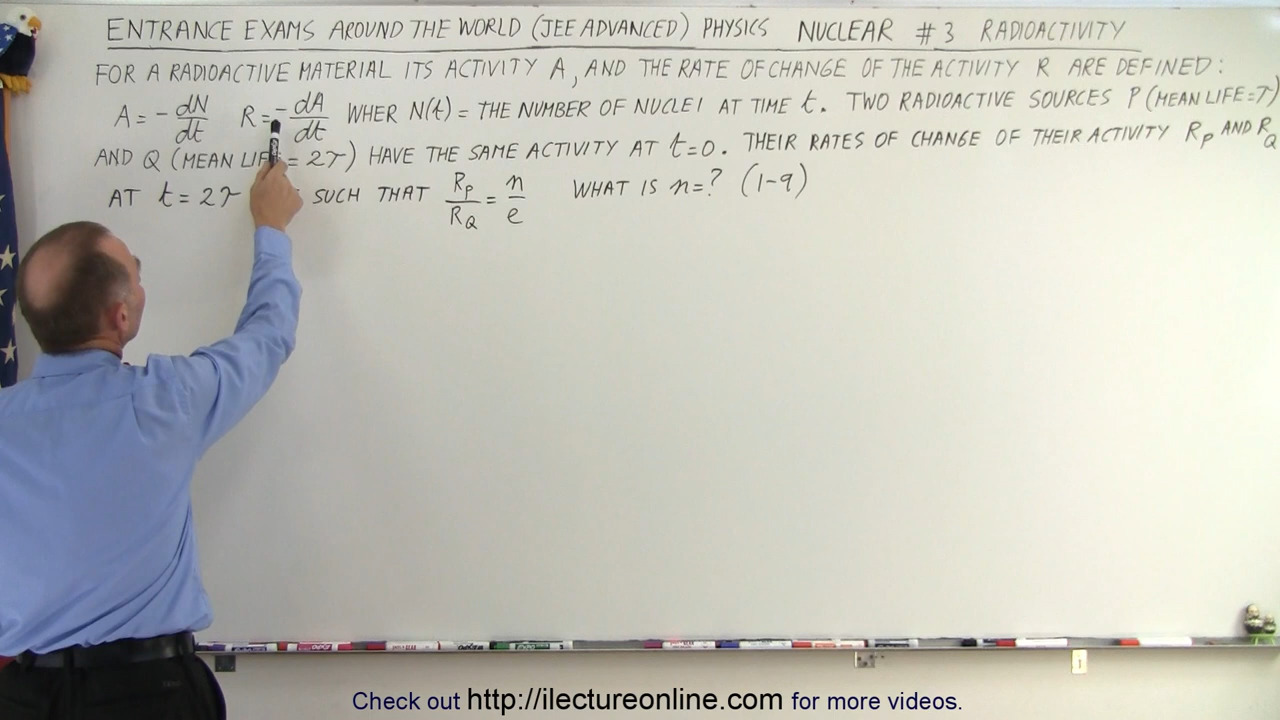 ENTRANCE EXAMS AROUND THE WORLD (JEE ADVANCED) PHYSICS NUCLEAR #3 RADIOACTIVITY
FOR A RADIOACTIVE MATERIAL ITS ACTIVITY A, AND THE RATE OF CHANGE OF THE ACTIVITY R ARE DEFINED:
A = - dN/dt R = - dA/dt WHER N(t) = THE NUMBER OF NUCLEI AT TIME t. TWO RADIOACTIVE SOURCES P (MEAN LIFE = τ)
AND Q (MEAN LIFE = 2τ) HAVE THE SAME ACTIVITY AT t=0. THEIR RATES OF CHANGE OF THEIR ACTIVITY R_P AND R_Q
AT t = 2τ SUCH THAT R_P/R_Q = n/e WHAT IS n=? (1-9)
Check out http://ilectureonline.com for more videos.